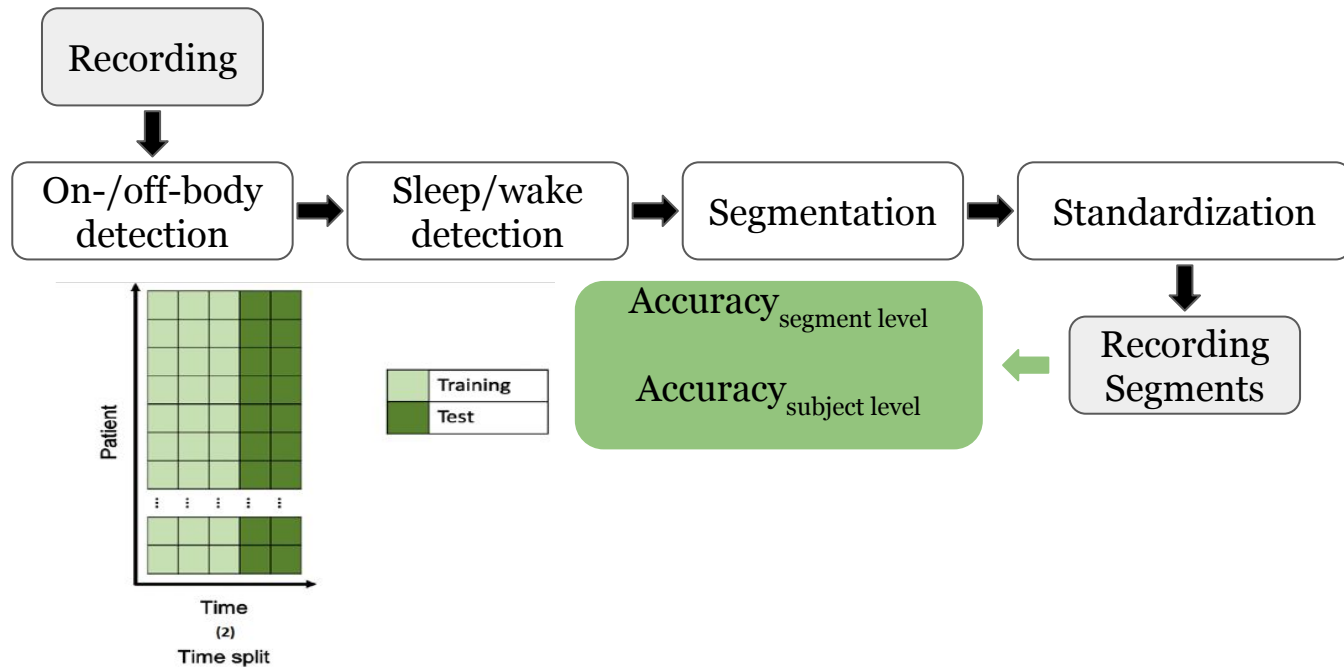 Recording
On-/off-body
detection
Sleep/wake
detection
Segmentation
Standardization
Recording
Segments
Accuracy segment level
Accuracy subject level
Training
Test
Patient
Time
(2)
Time split